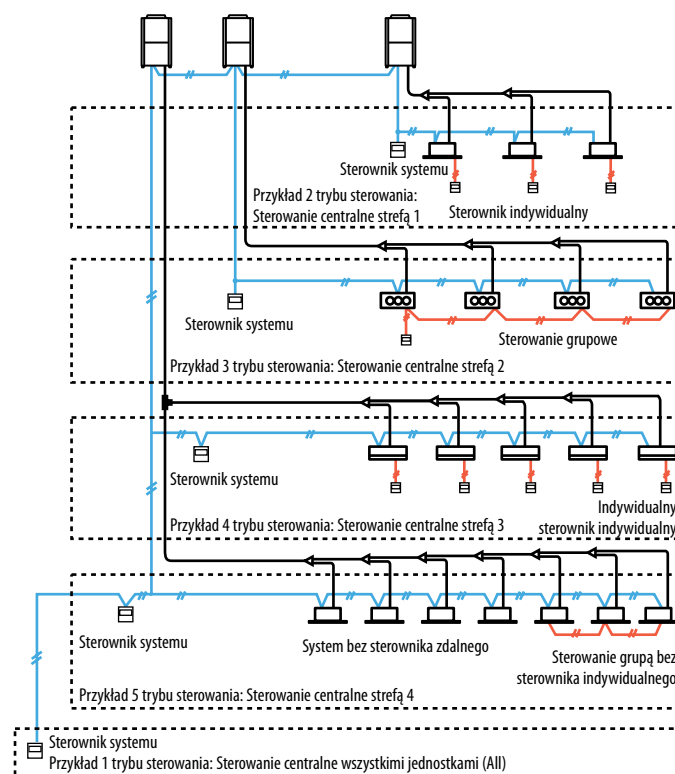 Sterownik systemu
Przykład 2 trybu sterowania:
Sterowanie centralne strefą 1
Sterownik indywidualny
Sterownik systemu
Sterowanie grupowe
Przykład 3 trybu sterowania: Sterowanie centralne strefą 2
Sterownik systemu
Indywidualny
sterownik indywidualny
Przykład 4 trybu sterowania: Sterowanie centralne strefą 3
Sterownik systemu
System bez sterownika zdalnego
Sterowanie grupą bez
sterownika indywidualnego
Przykład 5 trybu sterowania: Sterowanie centralne strefą 4
Sterownik systemu
Przykład 1 trybu sterowania: Sterowanie centralne wszystkimi jednostkami (All)